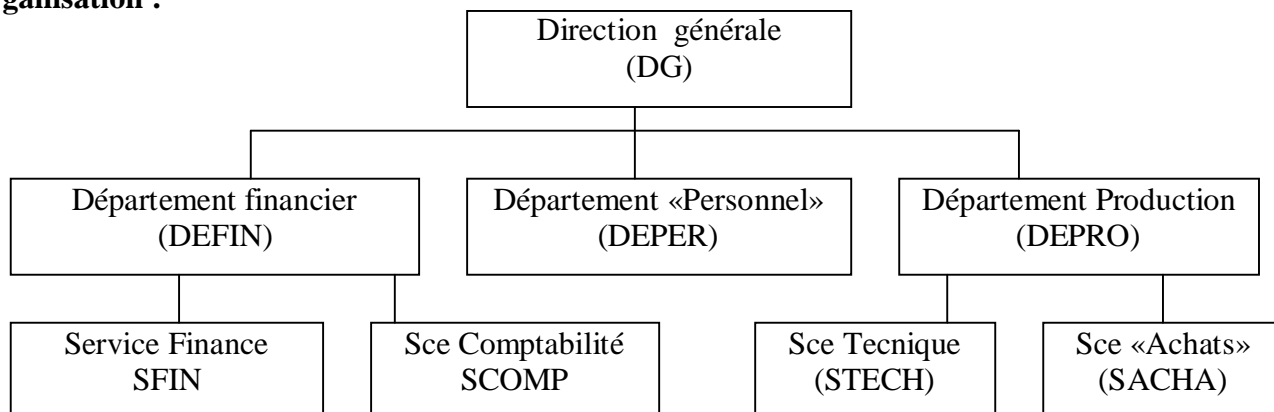 ganisation :
Direction générale
(DG)
Département financier
(DEFIN)
Département «Personnel»
(DEPER)
Département Production
(DEPRO)
Service Finance
SFIN
Sce Comptabilité
SCOMP
Sce Tecnique
(STECH)
Sce «Achats»
(SACHA)